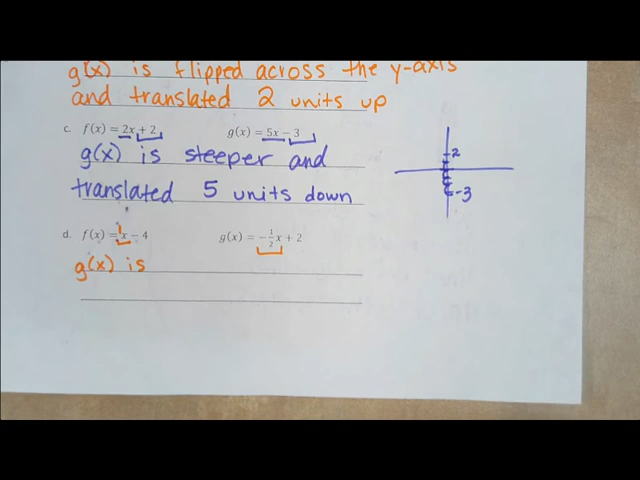 g(x) is flipped across the y-axis
and translated 2 units up
c. f(x) = 2x + 2 g(x) = 5x − 3
g(x) is steeper and
translated 5 units down
2
-3
1
d. f(x) = x − 4 g(x) = −1/2x + 2
g(x) is